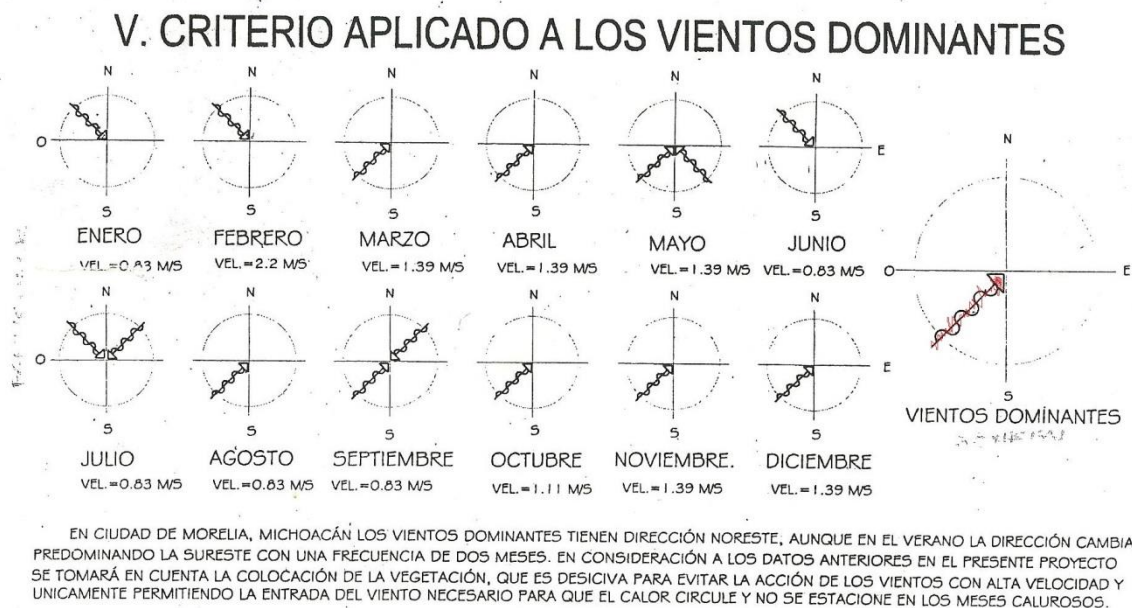 V. CRITERIO APLICADO A LOS VIENTOS DOMINANTES
N N N N N N
O E
S S S S S S
ENERO FEBRERO MARZO ABRIL MAYO JUNIO
VEL.=0.83 M/S VEL.=2.2 M/S VEL.=1.39 M/S VEL.=1.39 M/S VEL.=1.39 M/S VEL.=0.83 M/S
N N N N N N
O E
S S S S S S
JULIO AGOSTO SEPTIEMBRE OCTUBRE NOVIEMBRE. DICIEMBRE
VEL.=0.83 M/S VEL.=0.83 M/S VEL.=0.83 M/S VEL.=1.11 M/S VEL.=1.39 M/S VEL.=1.39 M/S
N
O E
S
VIENTOS DOMINANTES
EN CIUDAD DE MORELIA, MICHOACÁN LOS VIENTOS DOMINANTES TIENEN DIRECCIÓN NORESTE, AUNQUE EN EL VERANO LA DIRECCIÓN CAMBIA
PREDOMINANDO LA SURESTE CON UNA FRECUENCIA DE DOS MESES. EN CONSIDERACIÓN A LOS DATOS ANTERIORES EN EL PRESENTE PROYECTO
SE TOMARÁ EN CUENTA LA COLOCACIÓN DE LA VEGETACIÓN, QUE ES DESICIVA PARA EVITAR LA ACCIÓN DE LOS VIENTOS CON ALTA VELOCIDAD Y
UNICAMENTE PERMITIENDO LA ENTRADA DEL VIENTO NECESARIO PARA QUE EL CALOR CIRCULE Y NO SE ESTACIONE EN LOS MESES CALUROSOS.